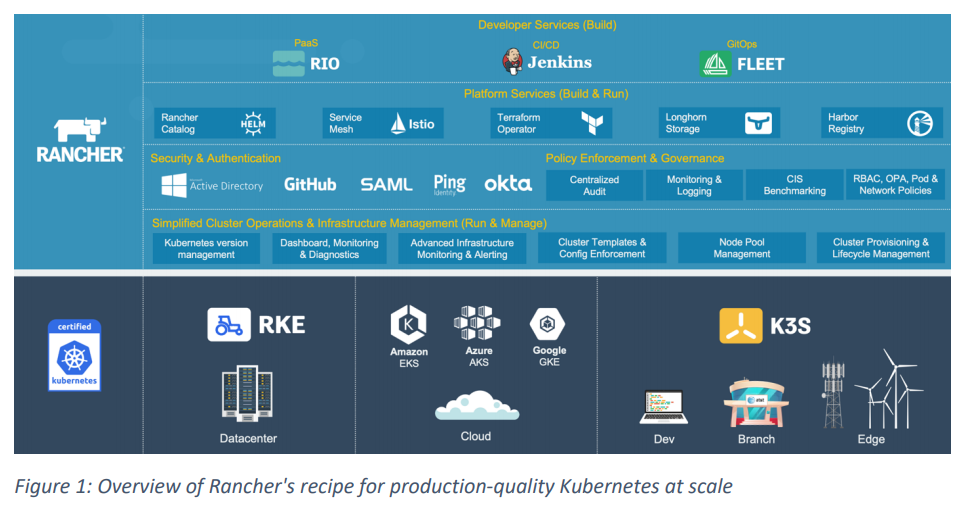 Developer Services (Build)
PaaS
RIO
CI/CD
Jenkins
GitOps
FLEET
RANCHER
Platform Services (Build & Run)
Rancher
Catalog
HELM
Service
Mesh
Istio
Terraform
Operator
Longhorn
Storage
Harbor
Registry
Security & Authentication
Active Directory
GitHub
SAML
Ping
Identity
okta
Policy Enforcement & Governance
Centralized
Audit
Monitoring &
Logging
CIS
Benchmarking
RBAC, OPA, Pod &
Network Policies
Simplified Cluster Operations & Infrastructure Management (Run & Manage)
Kubernetes version
management
Dashboard, Monitoring
& Diagnostics
Advanced Infrastructure
Monitoring & Alerting
Cluster Templates &
Config Enforcement
Node Pool
Management
Cluster Provisioning &
Lifecycle Management
certified
kubernetes
RKE
Datacenter
Amazon
EKS
Azure
AKS
Google
GKE
Cloud
K3S
Dev
at&t
Branch
Edge
Figure 1: Overview of Rancher's recipe for production-quality Kubernetes at scale